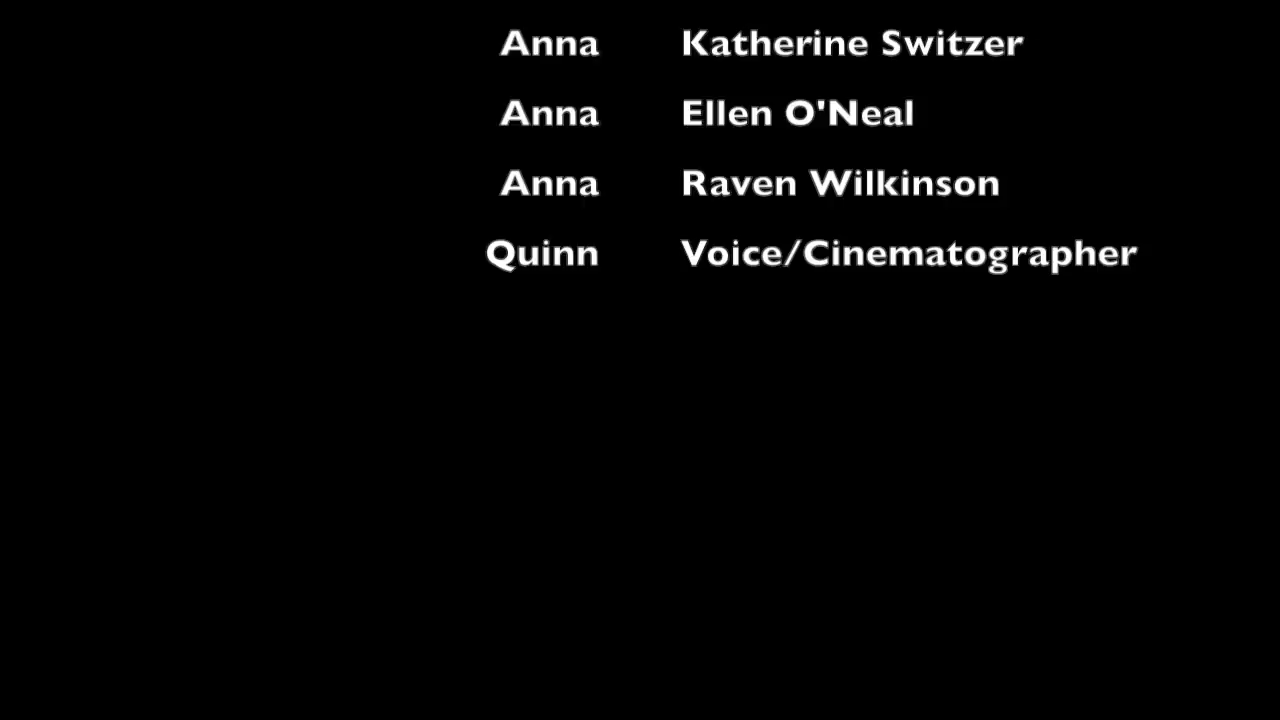 Anna Katherine Switzer
Anna Ellen O'Neal
Anna Raven Wilkinson
Quinn Voice/Cinematographer